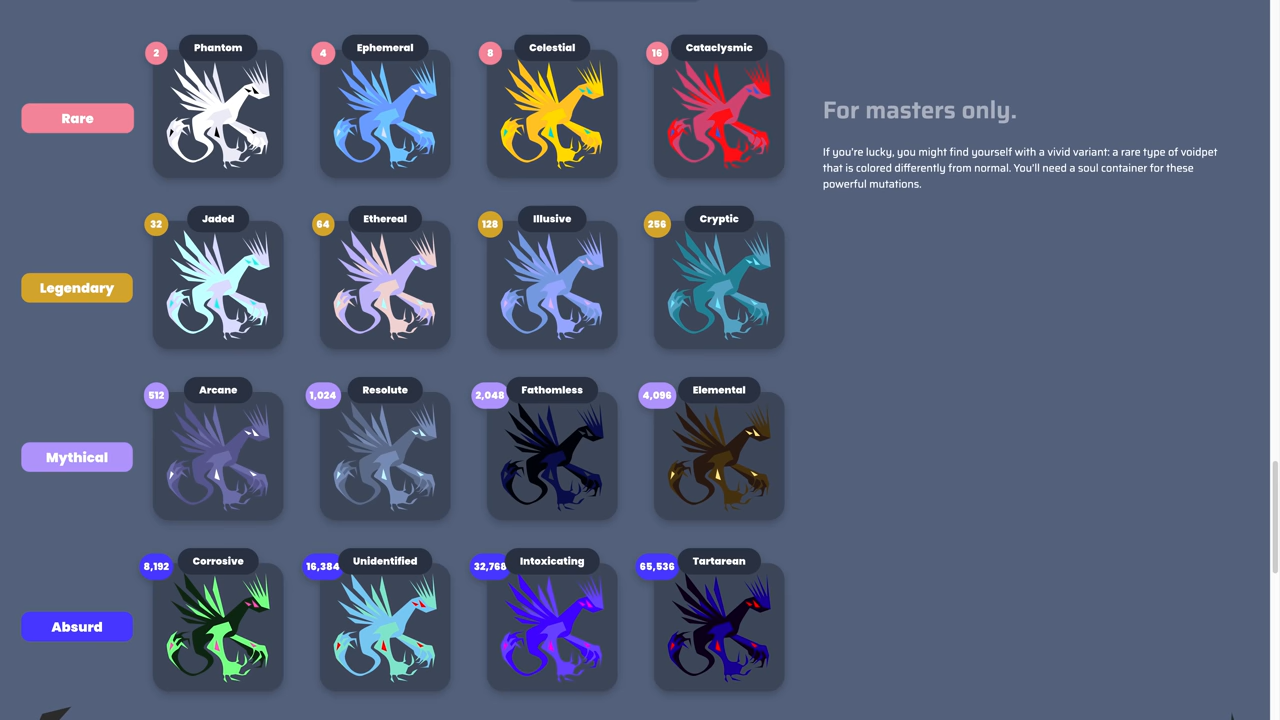 Rare
2
Phantom
4
Ephemeral
8
Celestial
16
Cataclysmic
For masters only.
If you're lucky, you might find yourself with a vivid variant: a rare type of voidpet
that is colored differently from normal. You'll need a soul container for these
powerful mutations.
Legendary
32
Jaded
64
Ethereal
128
Illusive
256
Cryptic
Mythical
512
Arcane
1,024
Resolute
2,048
Fathomless
4,096
Elemental
Absurd
8,192
Corrosive
16,384
Unidentified
32,768
Intoxicating
65,536
Tartarean